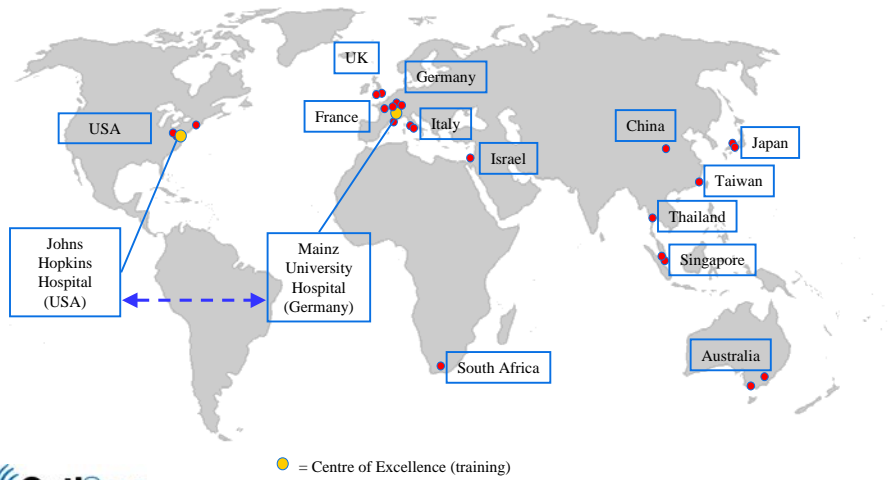 UK
Germany
France
Italy
USA
China
Japan
Israel
Taiwan
Thailand
Johns
Hopkins
Hospital
(USA)
Mainz
University
Hospital
(Germany)
Singapore
Australia
South Africa
= Centre of Excellence (training)